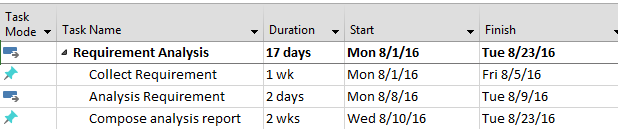 Task Mode Task Name Duration Start Finish
Requirement Analysis 17 days Mon 8/1/16 Tue 8/23/16
Collect Requirement 1 wk Mon 8/1/16 Fri 8/5/16
Analysis Requirement 2 days Mon 8/8/16 Tue 8/9/16
Compose analysis report 2 wks Wed 8/10/16 Tue 8/23/16